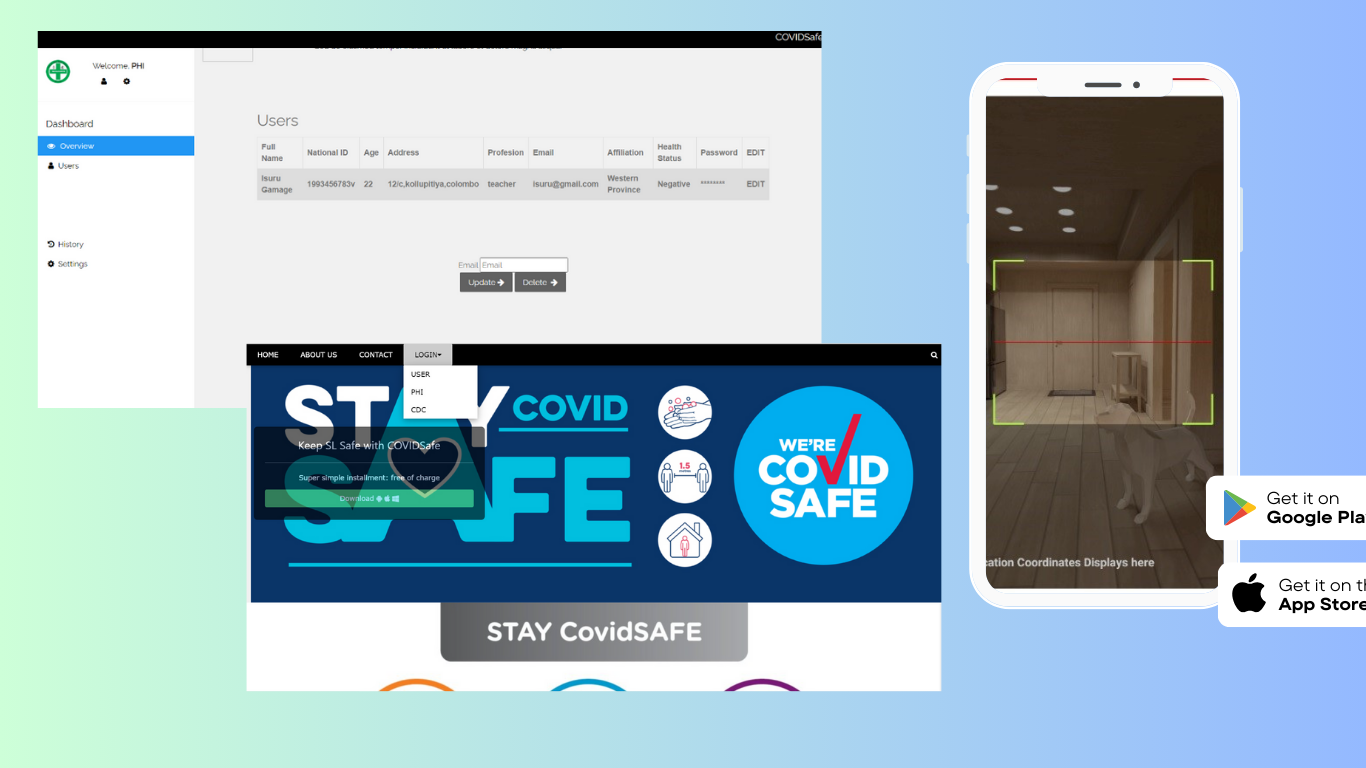 COVIDSafe
Welcome, PHI
Dashboard
Overview
Users
History
Settings
Users
Full Name National ID Age Address Profesion Email Affiliation Health Status Password EDIT
Isuru Gamage 1993456783v 22 12/c,kollupitiya,colombo teacher isuru@gmail.com Western Province Negative ******** EDIT
Email Email
Update Delete
HOME ABOUT US CONTACT LOGIN
USER
PHI
CDC
STAY COVID
SAFE
Keep SL Safe with COVIDSafe
Super simple installment: free of charge
Download
1.5
WE'RE
COVID
SAFE
STAY CovidSAFE
cation Coordinates Displays here
Get it on
Google Pla
Get it on th
App Store